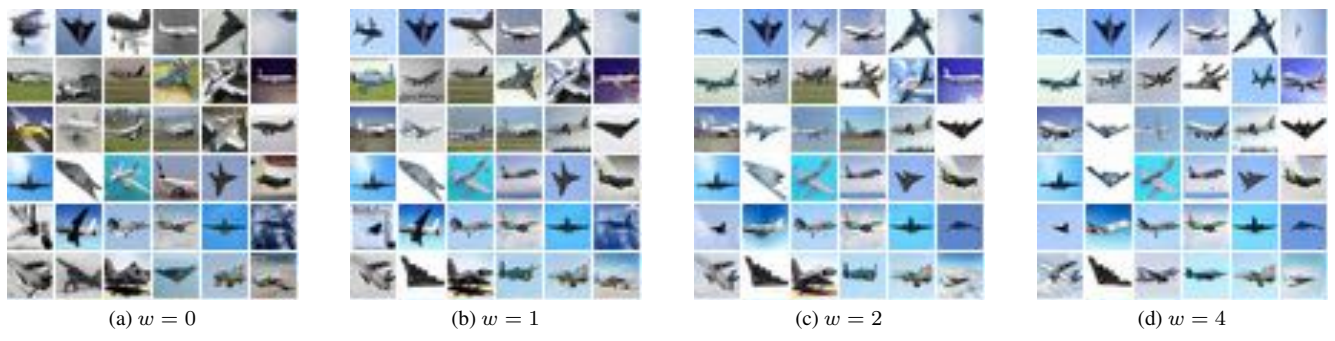 (a) w = 0
(b) w = 1
(c) w = 2
(d) w = 4